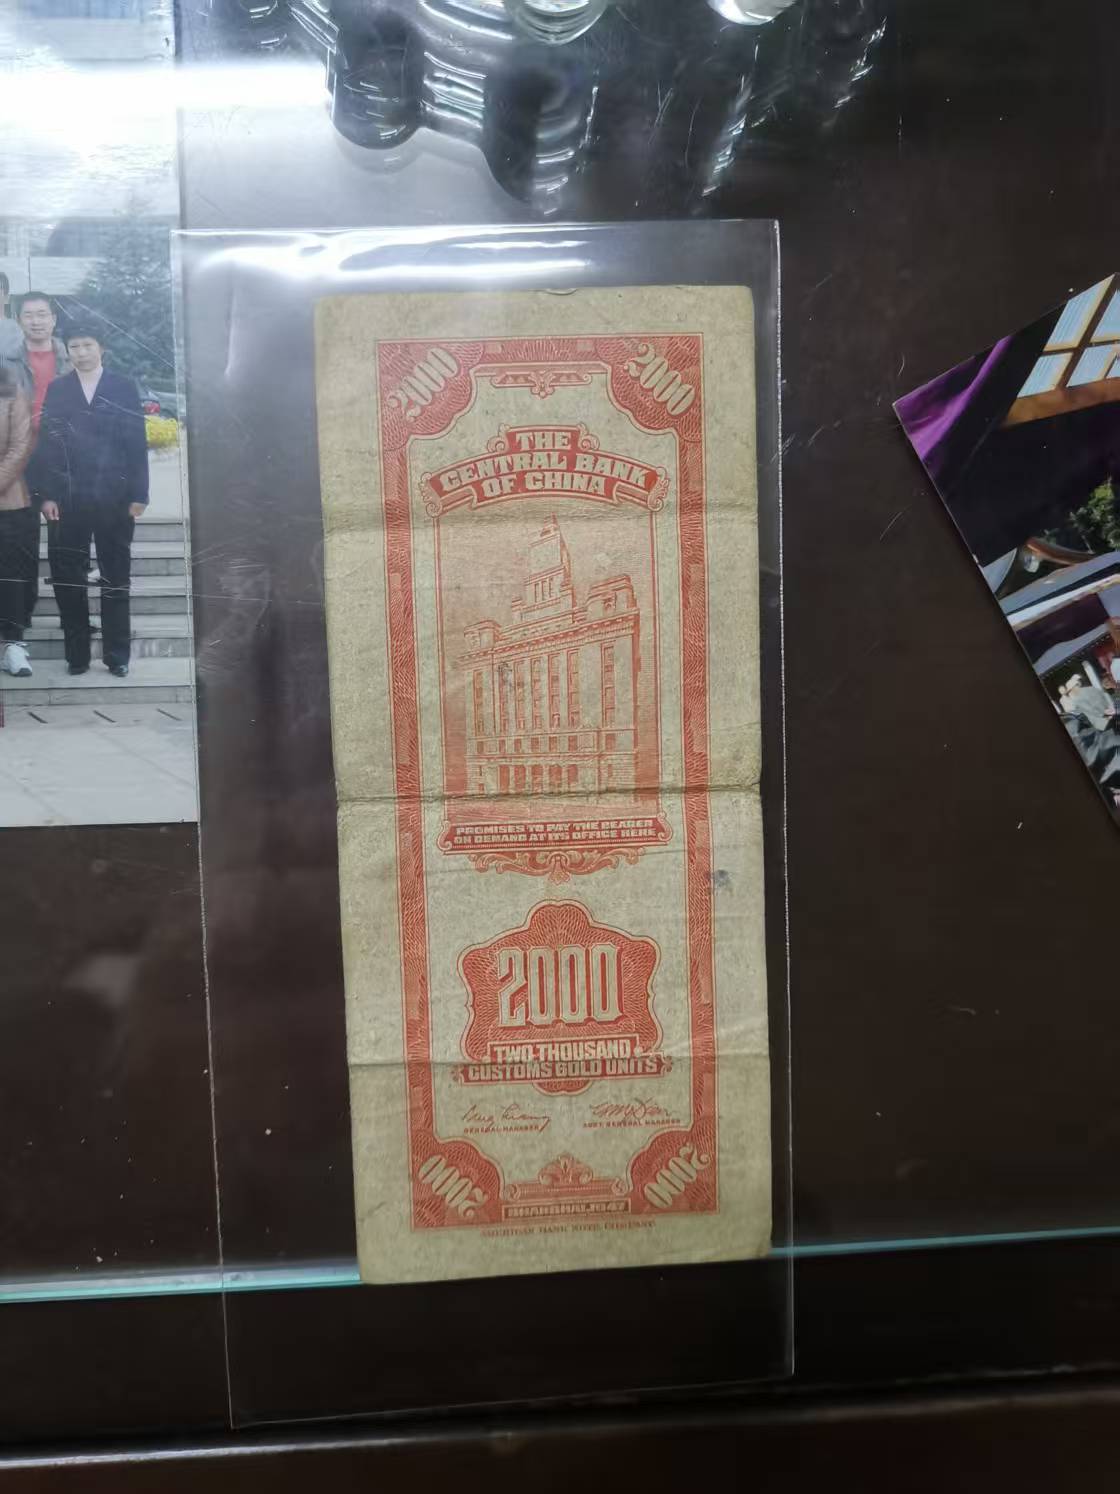 2000 2000
THE
CENTRAL BANK
OF CHINA
PROMISES TO PAY THE BEARER
ON DEMAND AT ITS OFFICE HERE
2000
TWO THOUSAND
CUSTOMS GOLD UNITS
GENERAL MANAGER ASST. GENERAL MANAGER
2000 2000
SHANGHAI, 1947
AMERICAN BANK NOTE COMPANY